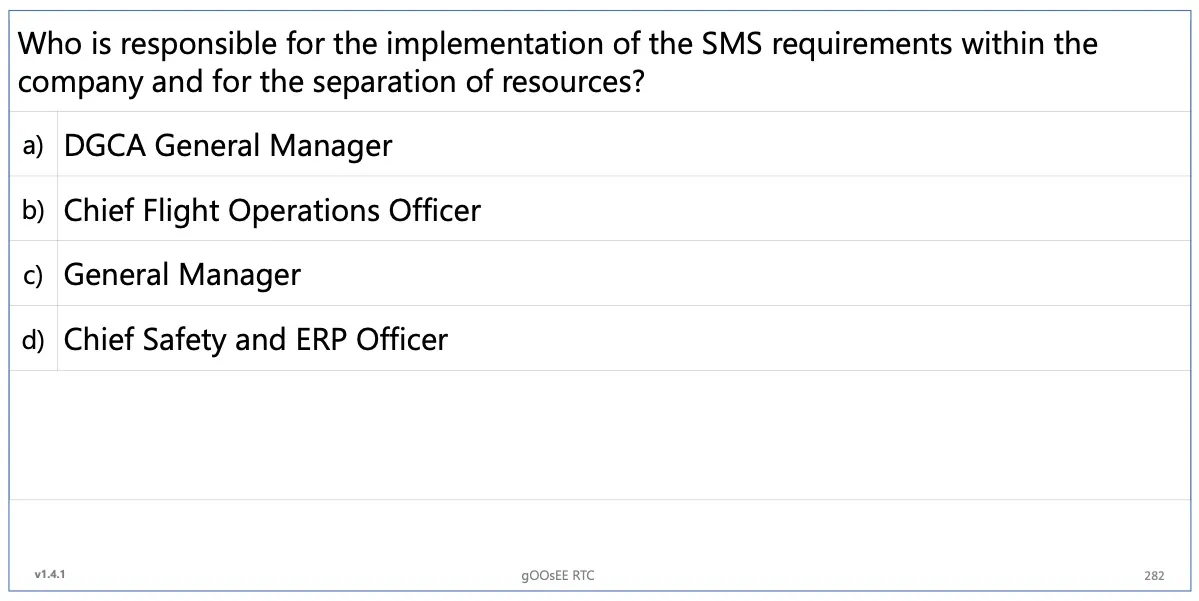 Who is responsible for the implementation of the SMS requirements within the
company and for the separation of resources?
a) DGCA General Manager
b) Chief Flight Operations Officer
c) General Manager
d) Chief Safety and ERP Officer
v1.4.1 gOOsEE RTC 282